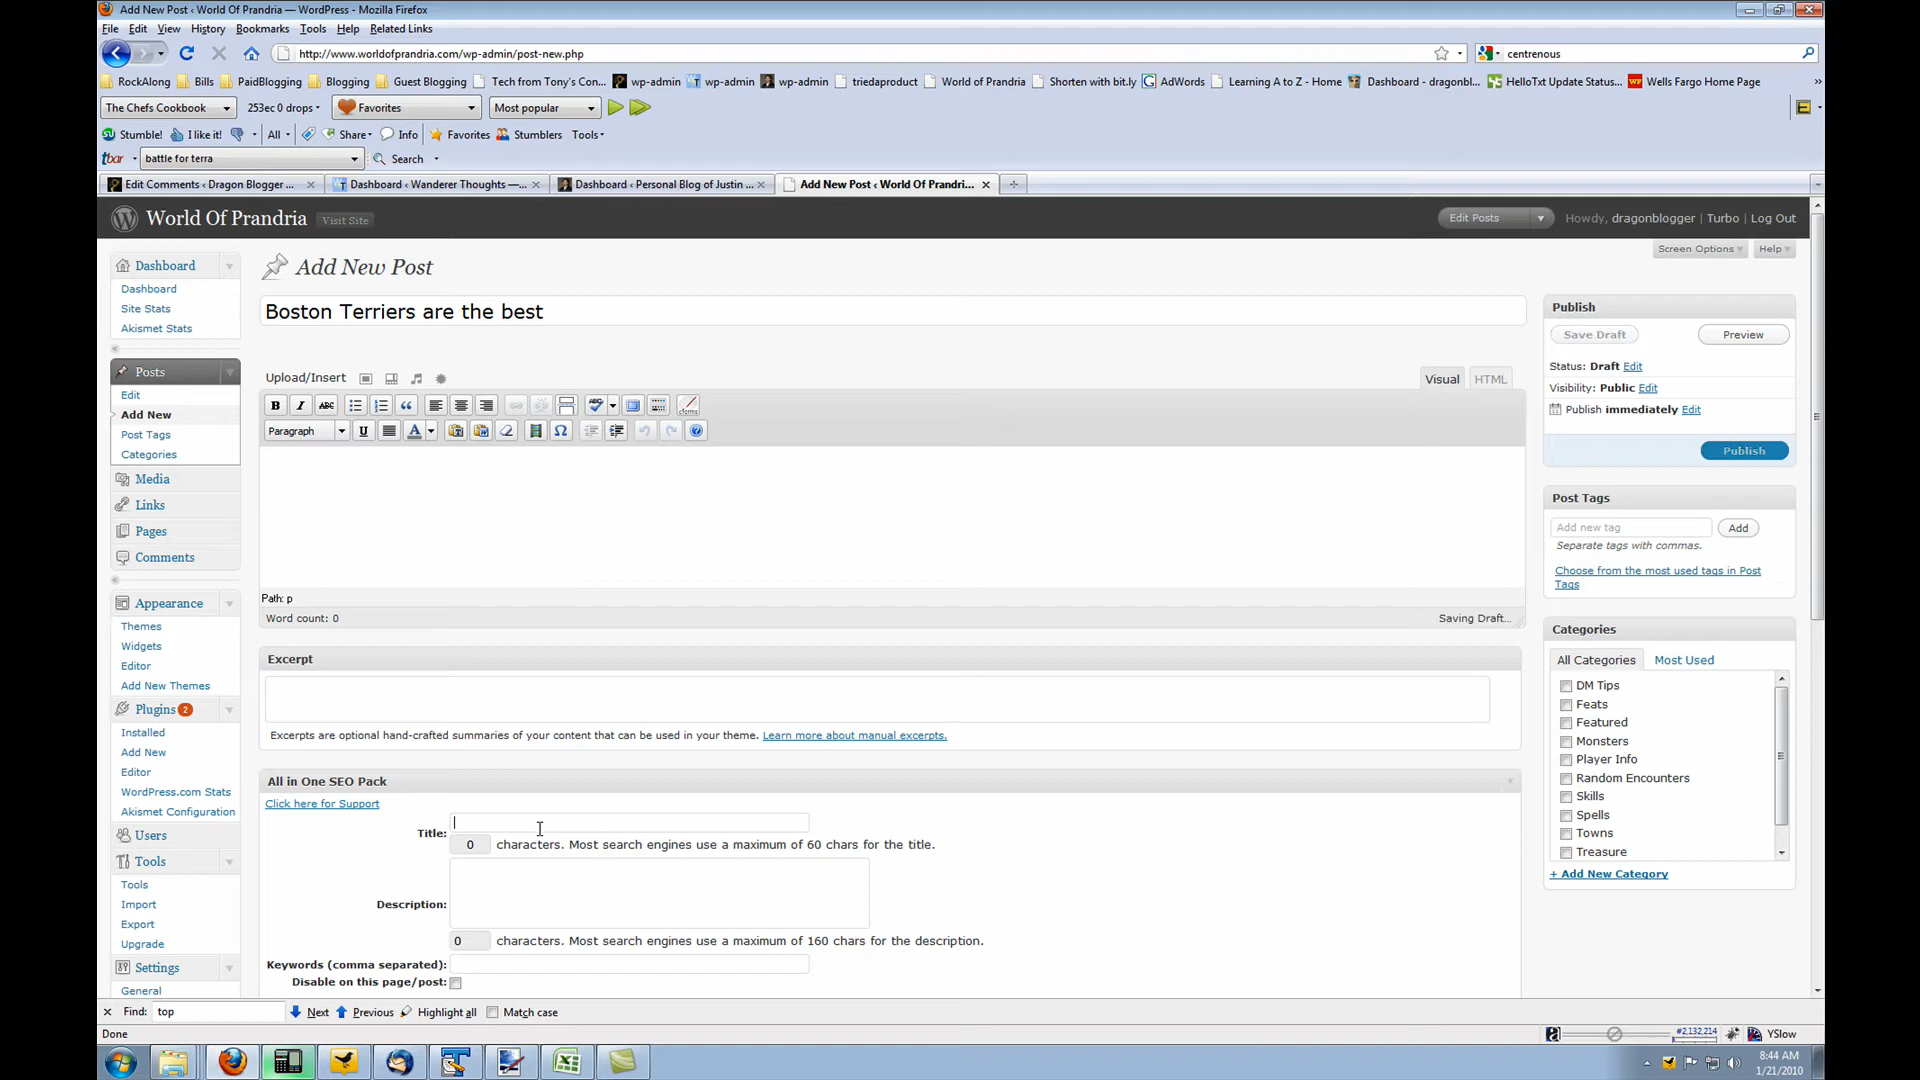 Add New Post ‹ World Of Prandria — WordPress - Mozilla Firefox
File Edit View History Bookmarks Tools Help Related Links
http://www.worldofprandria.com/wp-admin/post-new.php
centrenous
RockAlong Bills PaidBlogging Blogging Guest Blogging Tech from Tony's Con... wp-admin wp-admin wp-admin triedaproduct World of Prandria Shorten with bit.ly AdWords Learning A to Z - Home Dashboard - dragonbl... HelloTxt Update Status... Wells Fargo Home Page »
The Chefs Cookbook 253ec 0 drops Favorites Most popular
Stumble! I like it! All Share Info Favorites Stumblers Tools
tbar battle for terra Search
Edit Comments ‹ Dragon Blogger ... Dashboard ‹ Wanderer Thoughts —... Dashboard ‹ Personal Blog of Justin ... Add New Post ‹ World Of Prandri...
World Of Prandria Visit Site Edit Posts Howdy, dragonblogger | Turbo | Log Out
Screen Options Help
Dashboard
Dashboard
Site Stats
Akismet Stats
Posts
Edit
Add New
Post Tags
Categories
Media
Links
Pages
Comments
Appearance
Themes
Widgets
Editor
Add New Themes
Plugins 2
Installed
Add New
Editor
WordPress.com Stats
Akismet Configuration
Users
Tools
Tools
Import
Export
Upgrade
Settings
General
Add New Post
Boston Terriers are the best
Upload/Insert Visual HTML
B I ABC
Paragraph U A Ω
Path: p
Word count: 0 Saving Draft...
Excerpt
Excerpts are optional hand-crafted summaries of your content that can be used in your theme. Learn more about manual excerpts.
All in One SEO Pack
Click here for Support
Title:
0 characters. Most search engines use a maximum of 60 chars for the title.
Description:
0 characters. Most search engines use a maximum of 160 chars for the description.
Keywords (comma separated):
Disable on this page/post:
Publish
Save Draft Preview
Status: Draft Edit
Visibility: Public Edit
Publish immediately Edit
Publish
Post Tags
Add new tag Add
Separate tags with commas.
Choose from the most used tags in Post
Tags
Categories
All Categories Most Used
DM Tips
Feats
Featured
Monsters
Player Info
Random Encounters
Skills
Spells
Towns
Treasure
+ Add New Category
Find: top Next Previous Highlight all Match case
Done #2,132,214 YSlow
8:44 AM
1/21/2010